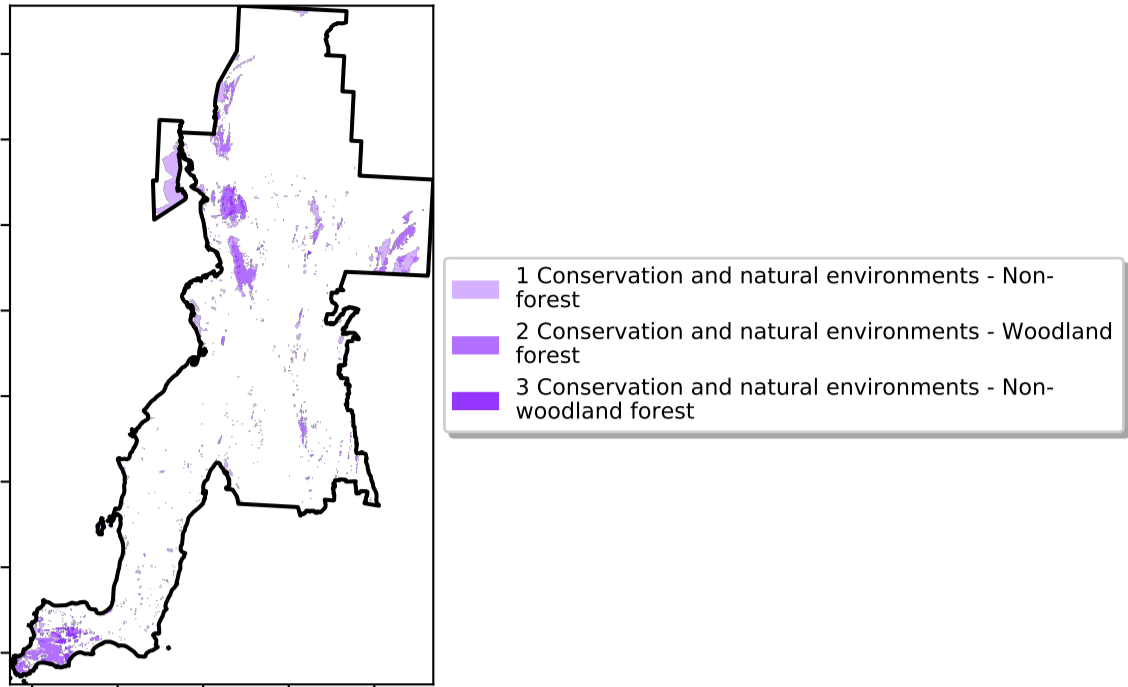 1 Conservation and natural environments - Non-
forest
2 Conservation and natural environments - Woodland
forest
3 Conservation and natural environments - Non-
woodland forest